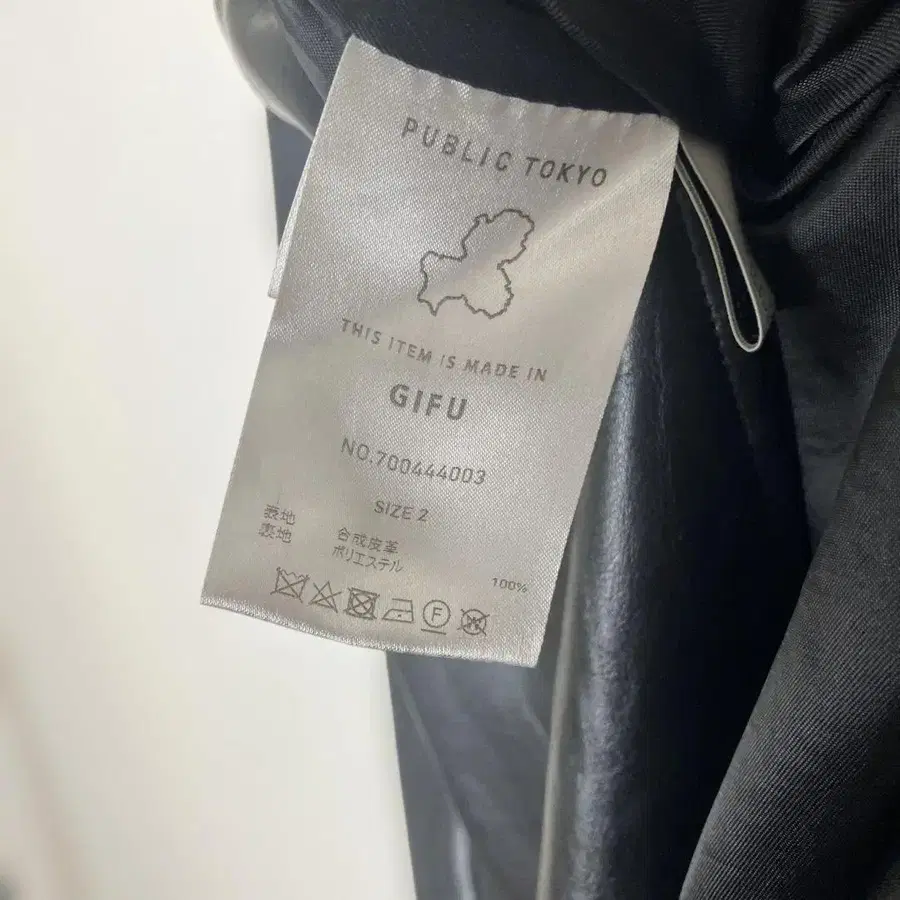 PUBLIC TOKYO
THIS ITEM IS MADE IN
GIFU
NO.700444003
SIZE 2
表地 合成皮革
裏地 ポリエステル 100%
F